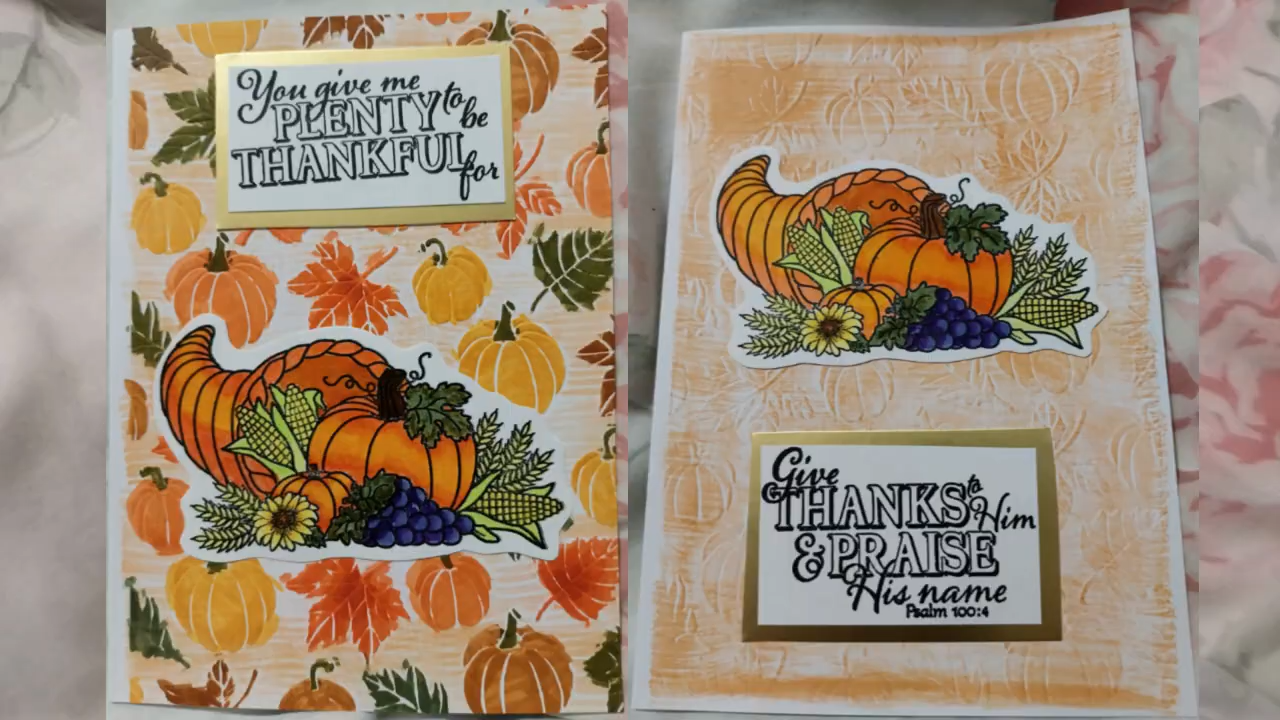 You give me
PLENTY to be
THANKFUL
for
Give
THANKS to
Him
& PRAISE
His name
Psalm 100:4